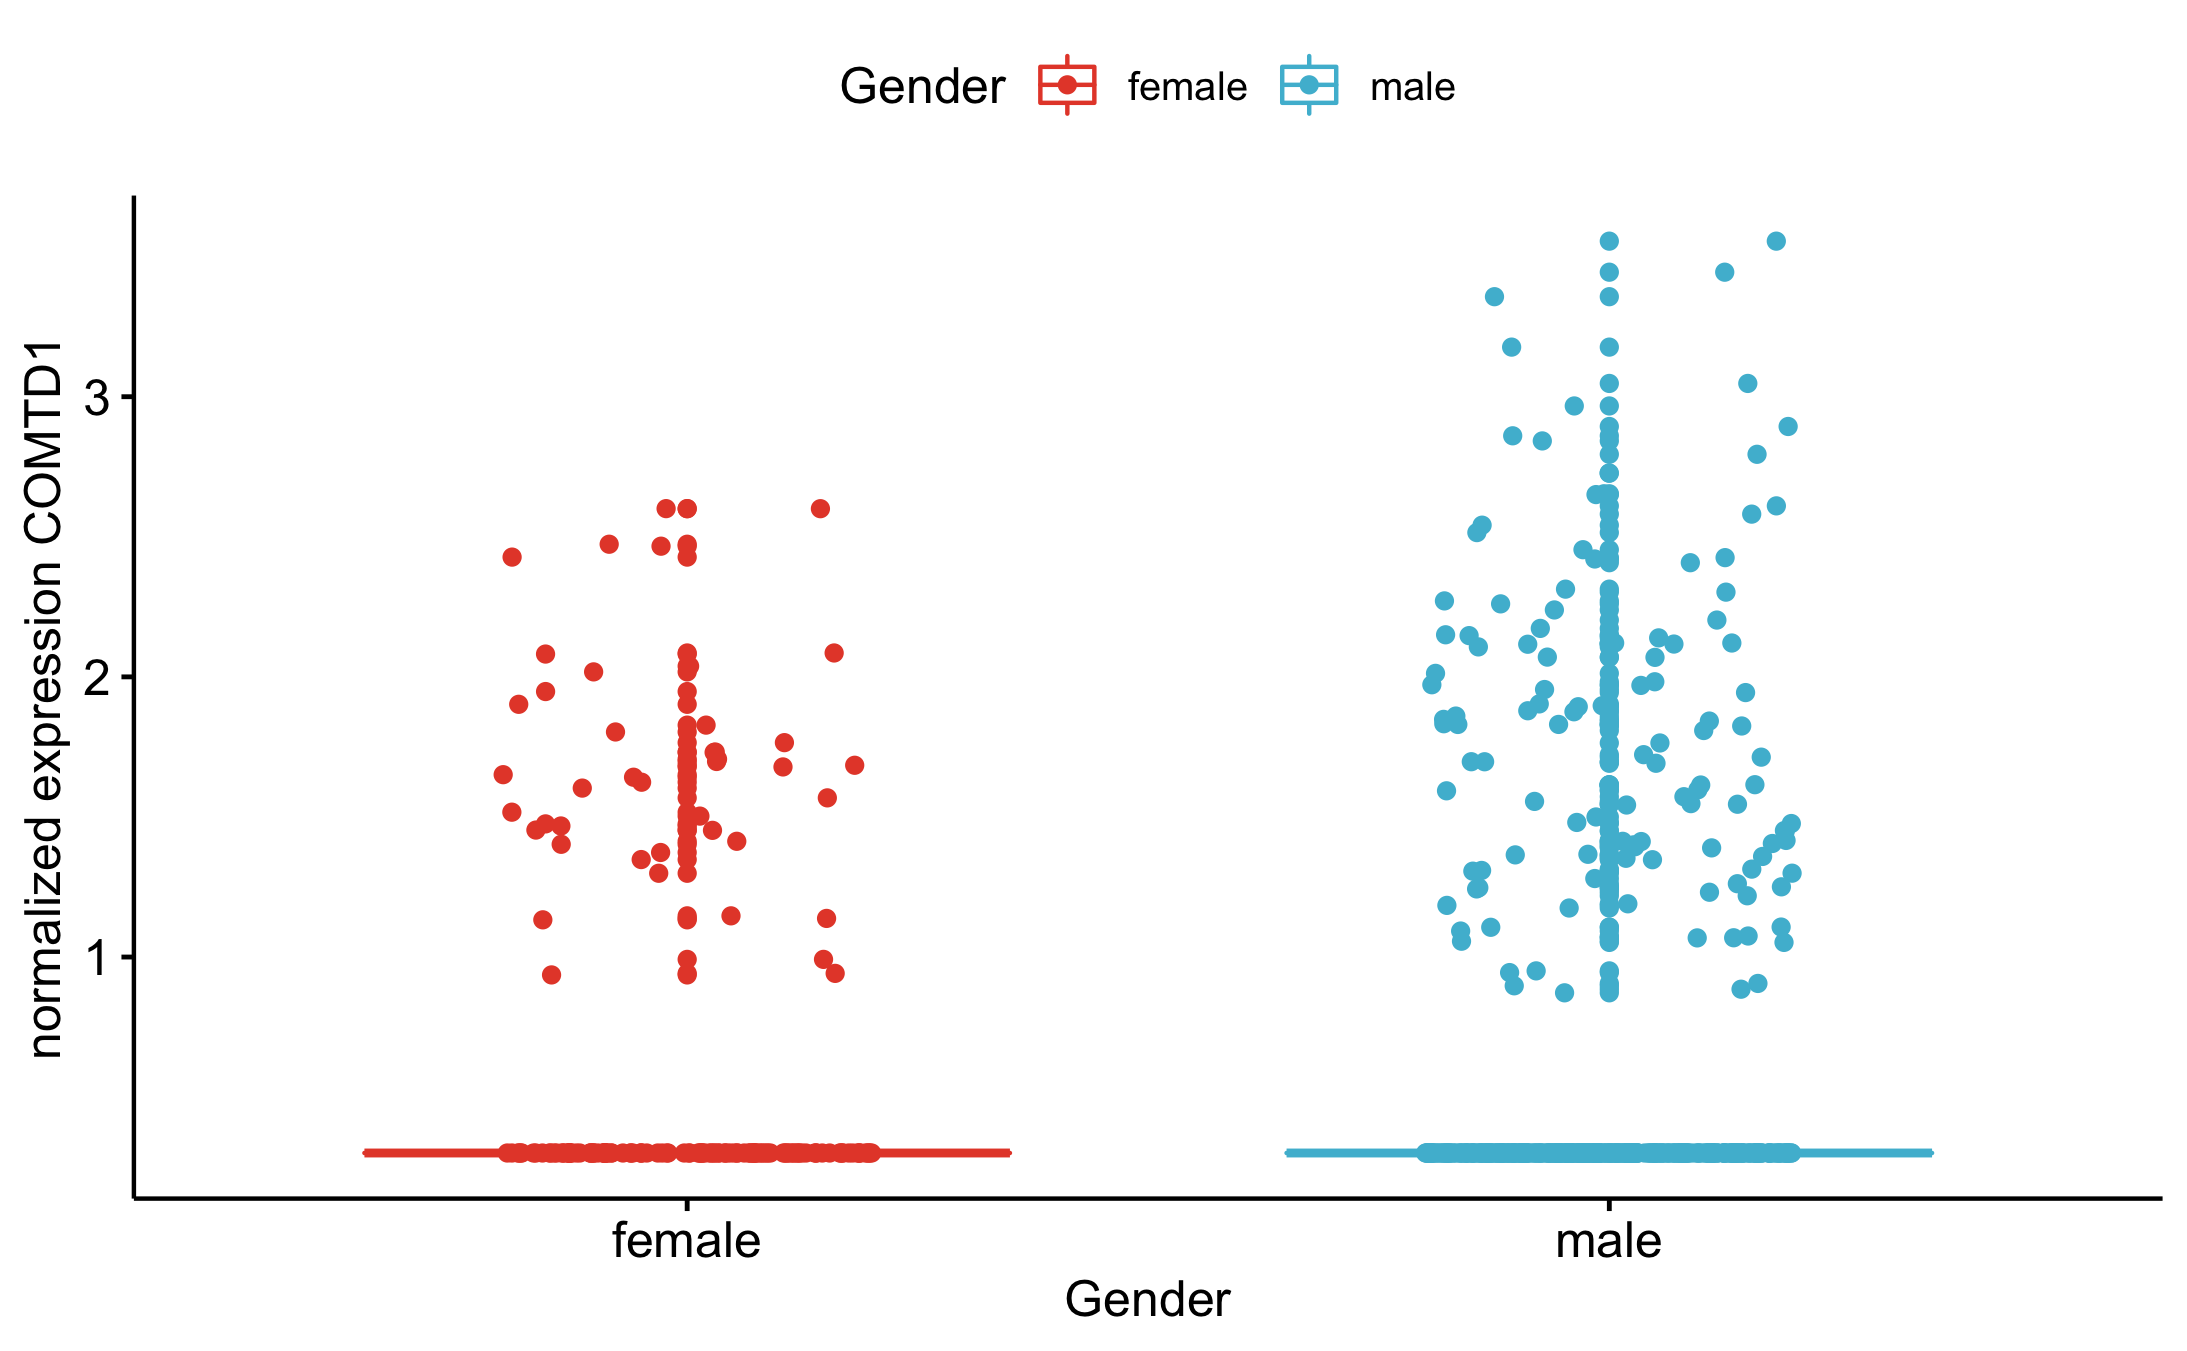 Gender female male
normalized expression COMTD1
3
2
1
female male
Gender